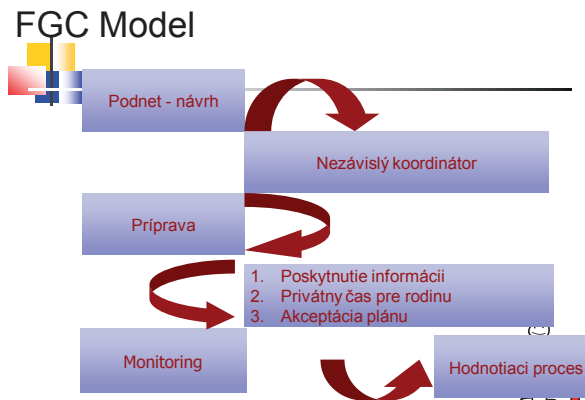 FGC Model
Podnet - návrh
Nezávislý koordinátor
Príprava
1. Poskytnutie informácii
2. Privátny čas pre rodinu
3. Akceptácia plánu
Monitoring
Hodnotiaci proces